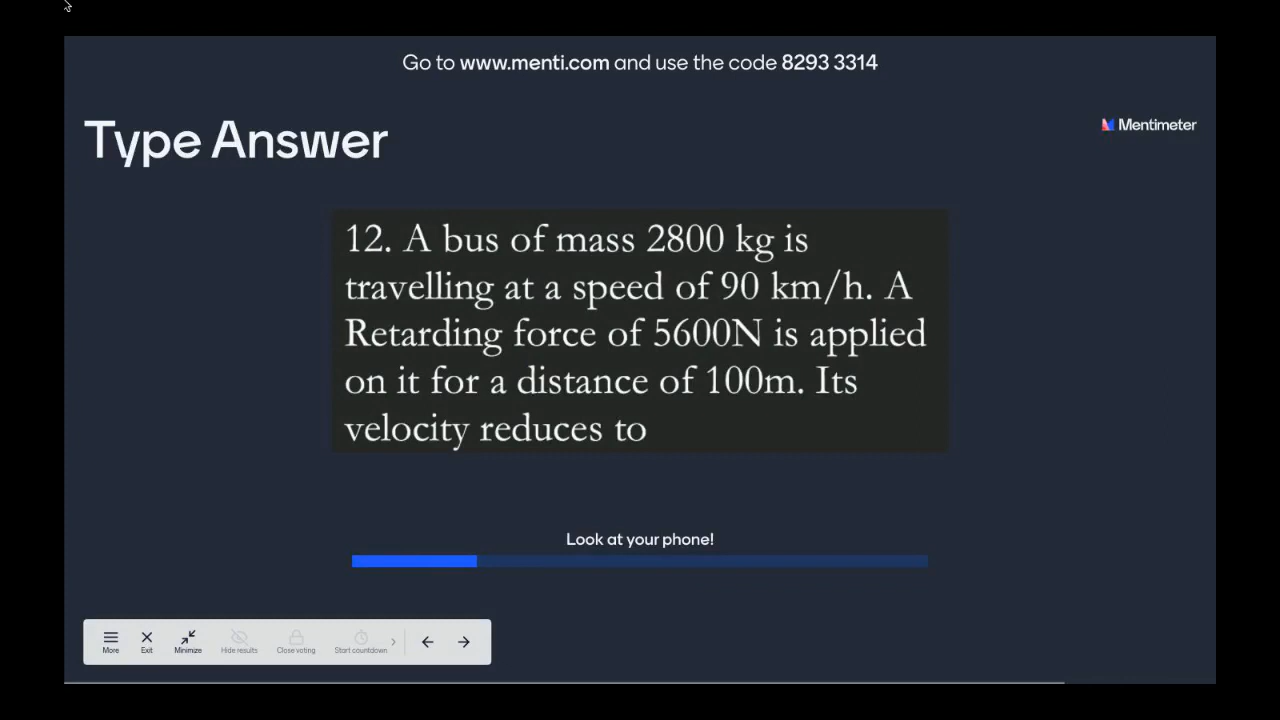 Go to www.menti.com and use the code 8293 3314
Type Answer
Mentimeter
12. A bus of mass 2800 kg is
travelling at a speed of 90 km/h. A
Retarding force of 5600N is applied
on it for a distance of 100m. Its
velocity reduces to
Look at your phone!
More Exit Minimize Hide results Close voting Start countdown